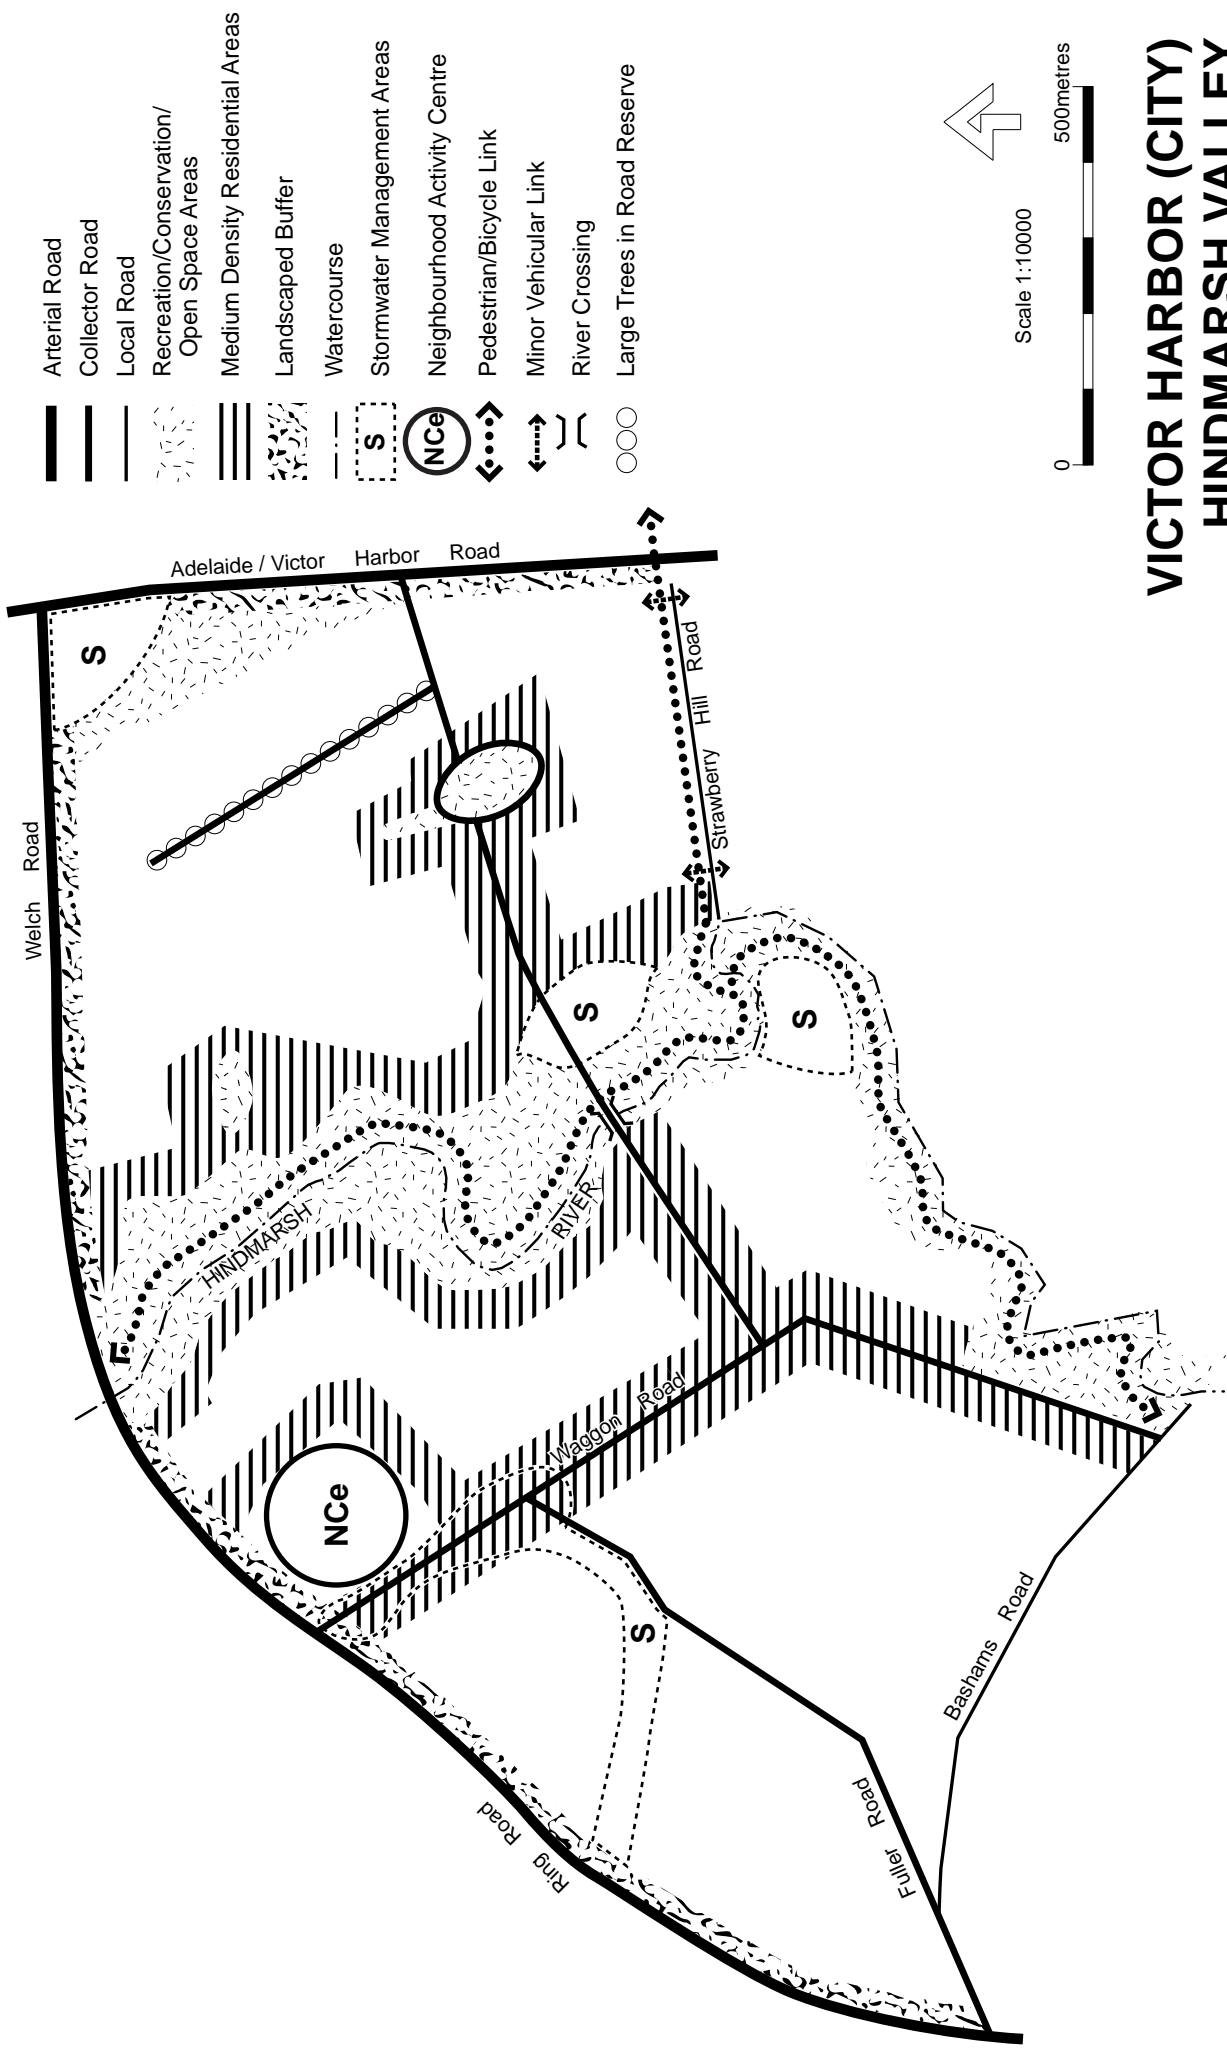 Arterial Road
Collector Road
Local Road
Recreation/Conservation/
Open Space Areas
Medium Density Residential Areas
Landscaped Buffer
Watercourse
S
Stormwater Management Areas
NCe
Neighbourhood Activity Centre
Pedestrian/Bicycle Link
Minor Vehicular Link
River Crossing
Large Trees in Road Reserve
Adelaide / Victor Harbor Road
Welch Road
S
Strawberry Hill Road
S
S
HINDMARSH
RIVER
NCe
Waggon Road
S
Ring Road
Fuller Road
Bashams Road
Scale 1:10000
0
500metres
VICTOR HARBOR (CITY)
HINDMARSH VALLEY